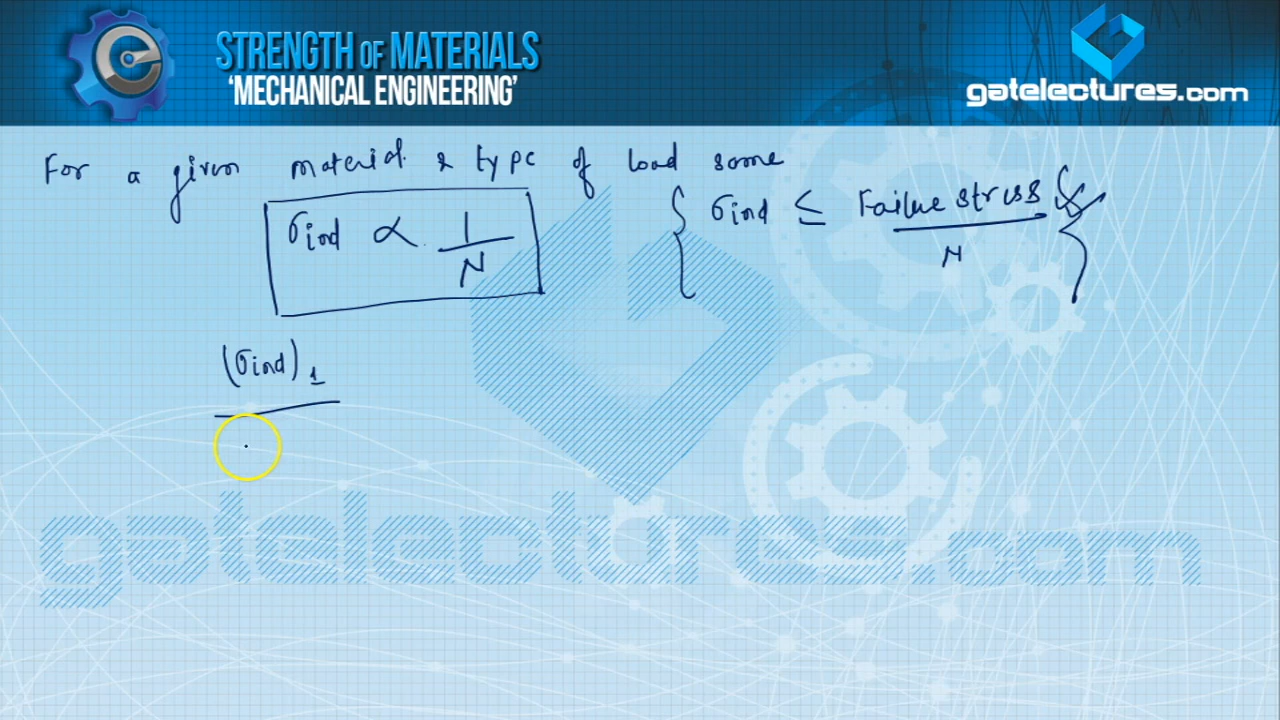 STRENGTH OF MATERIALS
'MECHANICAL ENGINEERING'
gatelectures.com
For a given material & type of load same
σind ∝ 1/N
{ σind ≤ Failure stress / N }
(σind)1
gatelectures.com